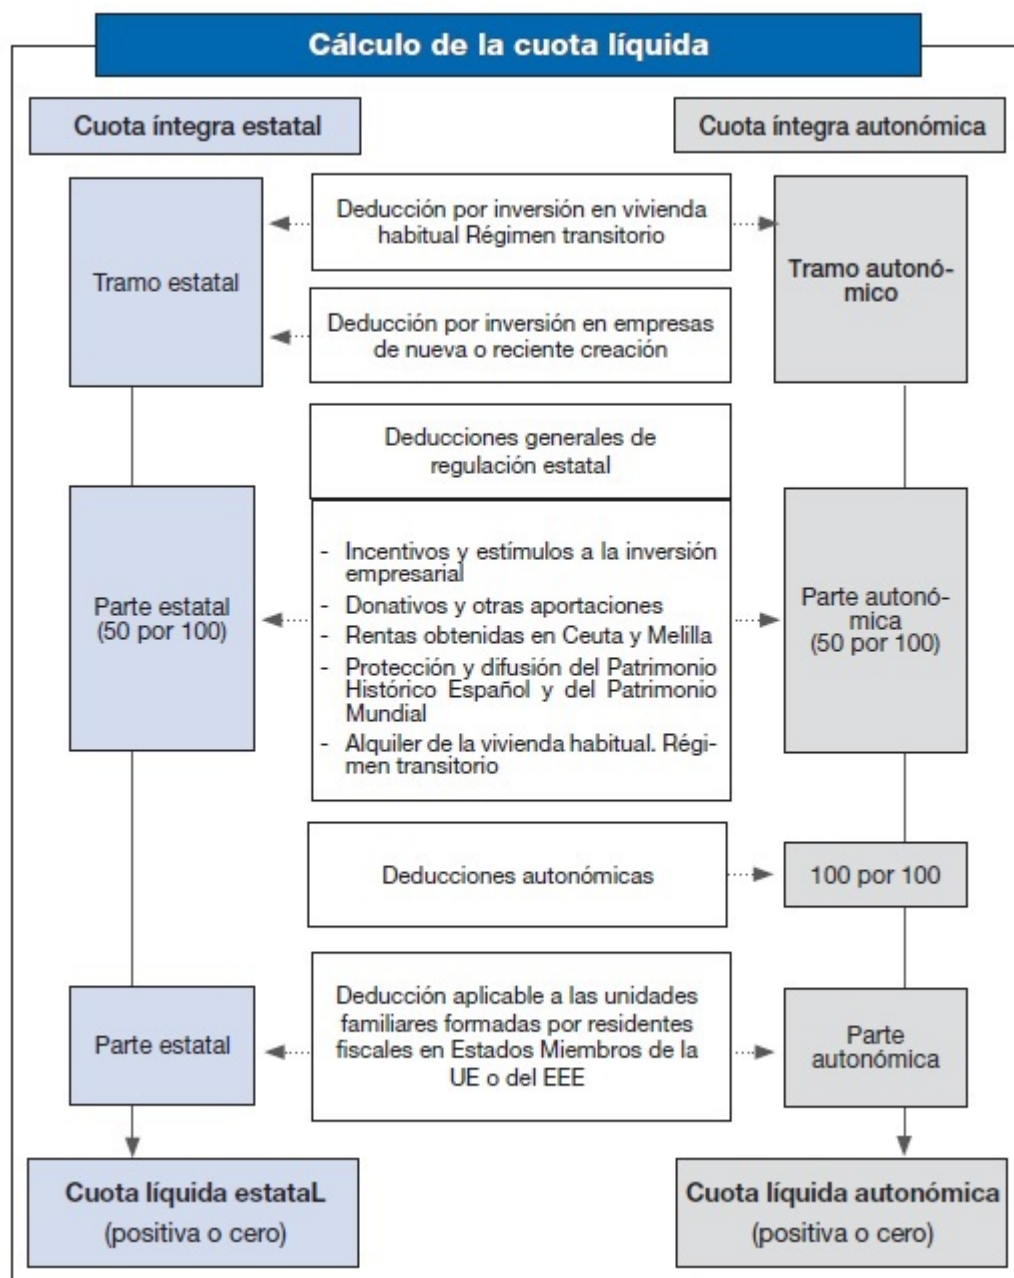 Cálculo de la cuota líquida
Cuota íntegra estatal
Cuota íntegra autonómica
Deducción por inversión en vivienda
habitual Régimen transitorio
Tramo estatal
Tramo autonó-
mico
Deducción por inversión en empresas
de nueva o reciente creación
Deducciones generales de
regulación estatal
Parte estatal
(50 por 100)
- Incentivos y estímulos a la inversión
empresarial
- Donativos y otras aportaciones
- Rentas obtenidas en Ceuta y Melilla
- Protección y difusión del Patrimonio
Histórico Español y del Patrimonio
Mundial
- Alquiler de la vivienda habitual. Régi-
men transitorio
Parte autonó-
mica
(50 por 100)
Deducciones autonómicas
100 por 100
Parte estatal
Deducción aplicable a las unidades
familiares formadas por residentes
fiscales en Estados Miembros de la
UE o del EEE
Parte
autonómica
Cuota líquida estataL
(positiva o cero)
Cuota líquida autonómica
(positiva o cero)